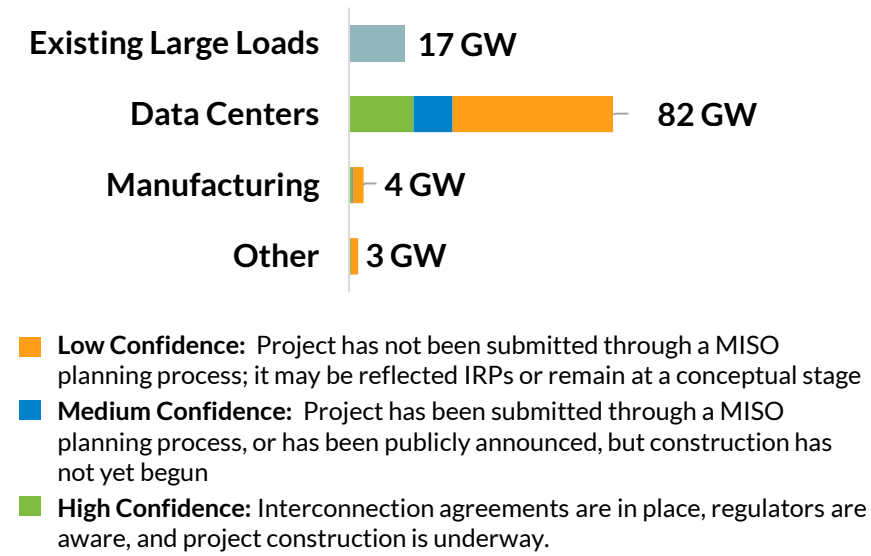 Existing Large Loads 17 GW
Data Centers 82 GW
Manufacturing 4 GW
Other 3 GW
Low Confidence: Project has not been submitted through a MISO
planning process; it may be reflected IRPs or remain at a conceptual stage
Medium Confidence: Project has been submitted through a MISO
planning process, or has been publicly announced, but construction has
not yet begun
High Confidence: Interconnection agreements are in place, regulators are
aware, and project construction is underway.